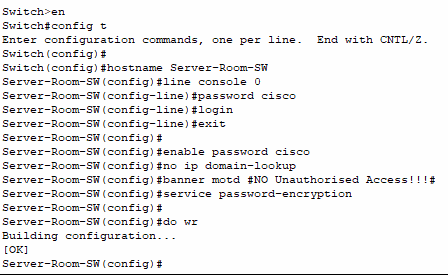 Switch>en
Switch#config t
Enter configuration commands, one per line.  End with CNTL/Z.
Switch(config)#
Switch(config)#hostname Server-Room-SW
Server-Room-SW(config)#line console 0
Server-Room-SW(config-line)#password cisco
Server-Room-SW(config-line)#login
Server-Room-SW(config-line)#exit
Server-Room-SW(config)#
Server-Room-SW(config)#enable password cisco
Server-Room-SW(config)#no ip domain-lookup
Server-Room-SW(config)#banner motd #NO Unauthorised Access!!!#
Server-Room-SW(config)#service password-encryption
Server-Room-SW(config)#
Server-Room-SW(config)#do wr
Building configuration...
[OK]
Server-Room-SW(config)#